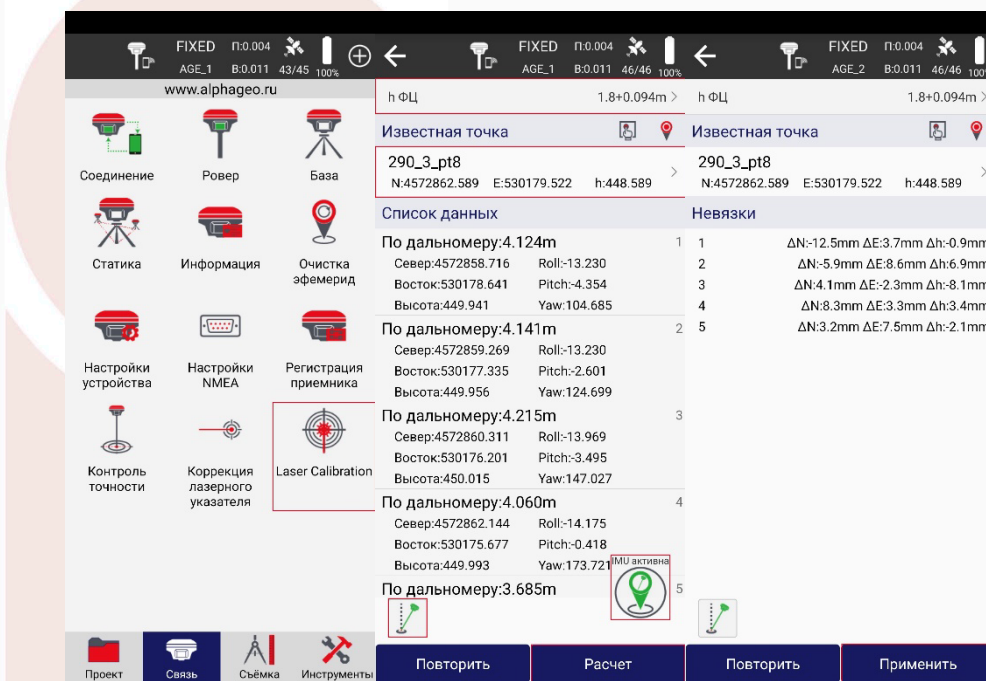 FIXED П:0.004
AGE_1 B:0.011 43/45 100%
www.alphageo.ru
Соединение Ровер База
Статика Информация Очистка
эфемерид
Настройки Настройки Регистрация
устройства NMEA приемника
Контроль Коррекция Laser Calibration
точности лазерного
указателя
Проект Связь Съёмка Инструменты
FIXED П:0.004
AGE_1 B:0.011 46/46 100%
h ФЦ 1.8+0.094m >
Известная точка
290_3_pt8
N:4572862.589 E:530179.522 h:448.589
Список данных
По дальномеру:4.124m 1
Север:4572858.716 Roll:-13.230
Восток:530178.641 Pitch:-4.354
Высота:449.941 Yaw:104.685
По дальномеру:4.141m 2
Север:4572859.269 Roll:-13.230
Восток:530177.335 Pitch:-2.601
Высота:449.956 Yaw:124.699
По дальномеру:4.215m 3
Север:4572860.311 Roll:-13.969
Восток:530176.201 Pitch:-3.495
Высота:450.015 Yaw:147.027
По дальномеру:4.060m 4
Север:4572862.144 Roll:-14.175
Восток:530175.677 Pitch:-0.418
Высота:449.993 Yaw:173.721
IMU активна
По дальномеру:3.685m 5
Повторить Расчет
FIXED П:0.004
AGE_2 B:0.011 46/46 100%
h ФЦ 1.8+0.094m >
Известная точка
290_3_pt8
N:4572862.589 E:530179.522 h:448.589
Невязки
1 ΔN:-12.5mm ΔE:3.7mm Δh:-0.9mm
2 ΔN:-5.9mm ΔE:8.6mm Δh:6.9mm
3 ΔN:4.1mm ΔE:-2.3mm Δh:-8.1mm
4 ΔN:8.3mm ΔE:3.3mm Δh:3.4mm
5 ΔN:3.2mm ΔE:7.5mm Δh:-2.1mm
Повторить Применить